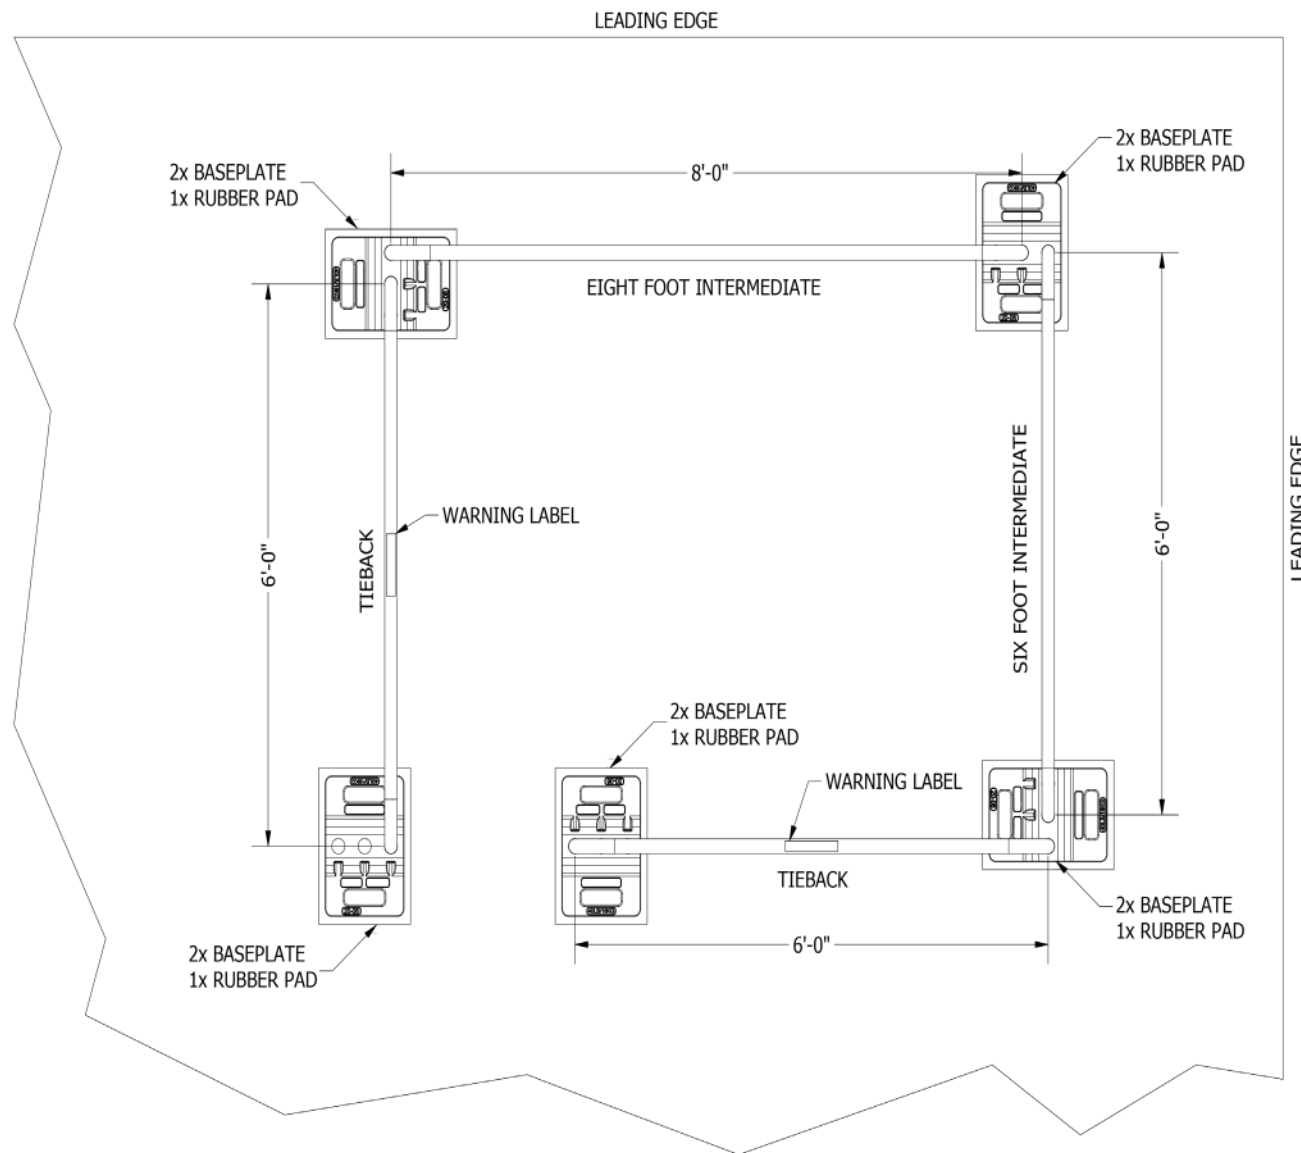 LEADING EDGE
2x BASEPLATE
1x RUBBER PAD
2x BASEPLATE
1x RUBBER PAD
8'-0"
EIGHT FOOT INTERMEDIATE
6'-0"
TIEBACK
WARNING LABEL
SIX FOOT INTERMEDIATE
6'-0"
LEADING EDGE
2x BASEPLATE
1x RUBBER PAD
WARNING LABEL
TIEBACK
6'-0"
2x BASEPLATE
1x RUBBER PAD
2x BASEPLATE
1x RUBBER PAD